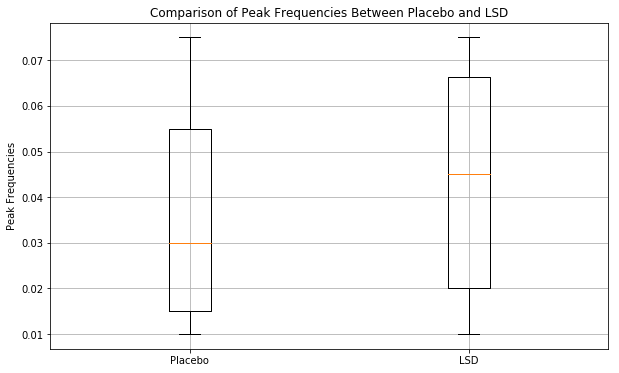 Comparison of Peak Frequencies Between Placebo and LSD
Peak Frequencies
0.07
0.06
0.05
0.04
0.03
0.02
0.01
Placebo
LSD